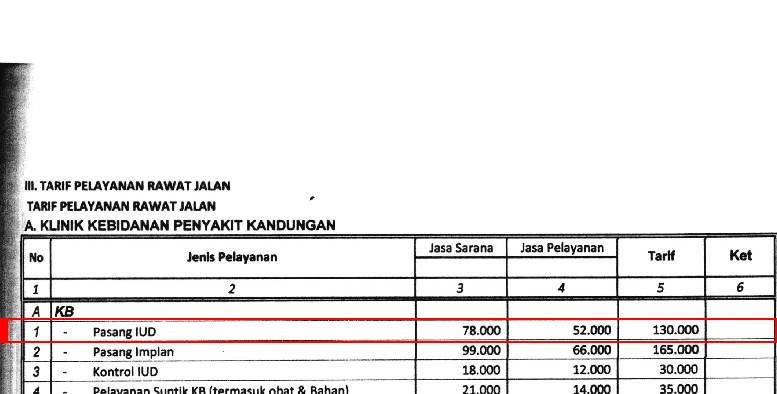 III. TARIF PELAYANAN RAWAT JALAN
TARIF PELAYANAN RAWAT JALAN
A. KLINIK KEBIDANAN PENYAKIT KANDUNGAN
No Jenis Pelayanan Jasa Sarana Jasa Pelayanan Tarif Ket
1 2 3 4 5 6
A KB
1 - Pasang IUD 78.000 52.000 130.000
2 - Pasang Implan 99.000 66.000 165.000
3 - Kontrol IUD 18.000 12.000 30.000
4 - Pelayanan Suntik KB (termasuk obat & Bahan) 21.000 14.000 35.000